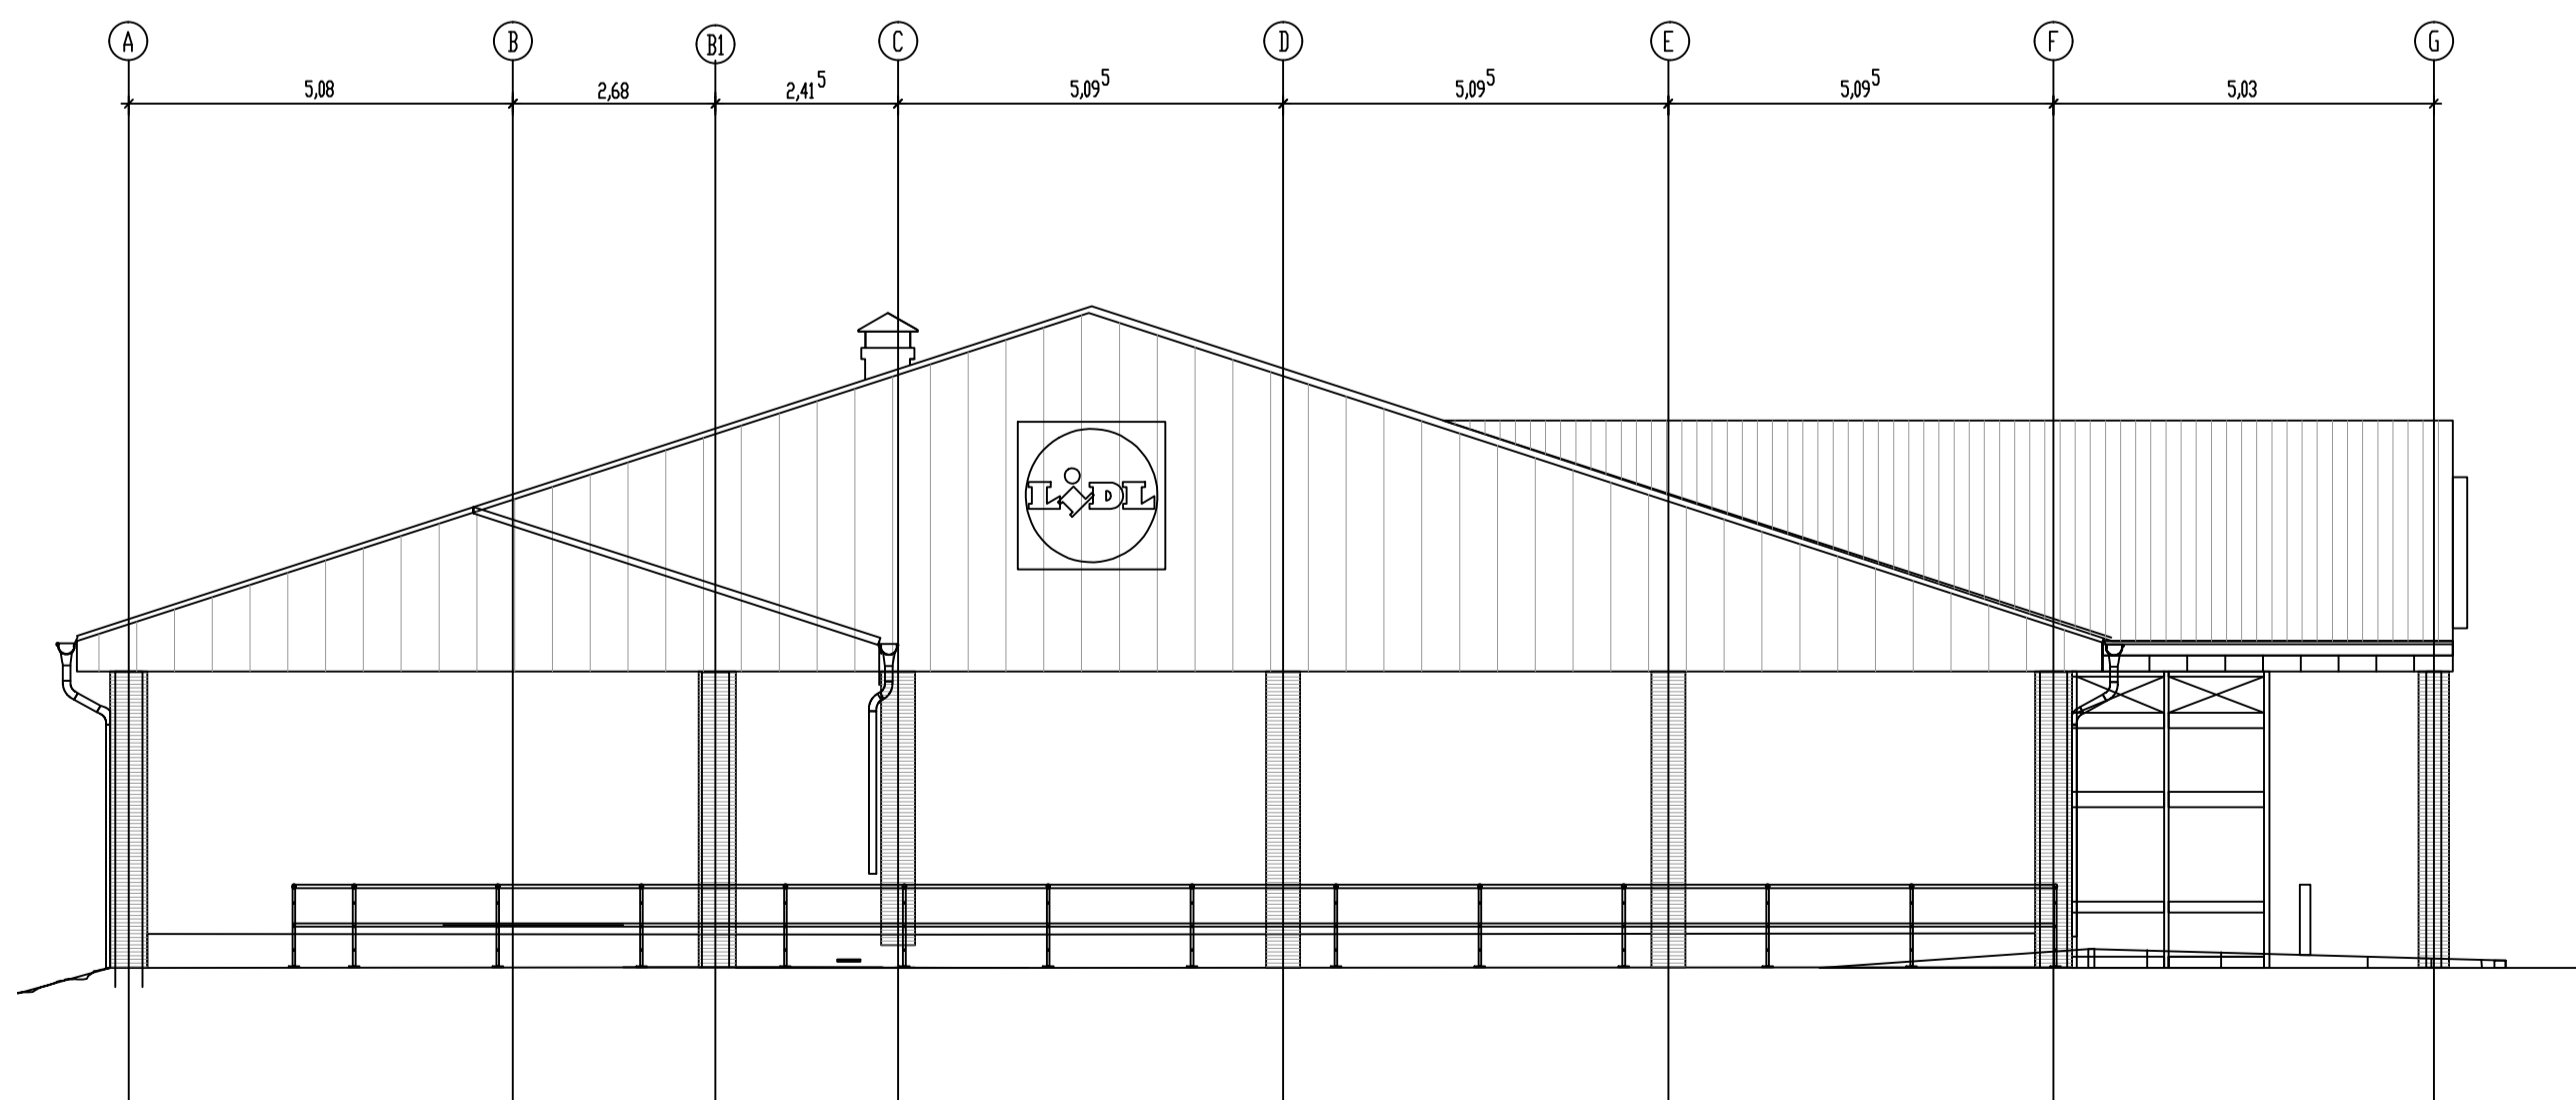 A B B1 C D E F G
5,08 2,68 2,41⁵ 5,09⁵ 5,09⁵ 5,09⁵ 5,03
LiDL